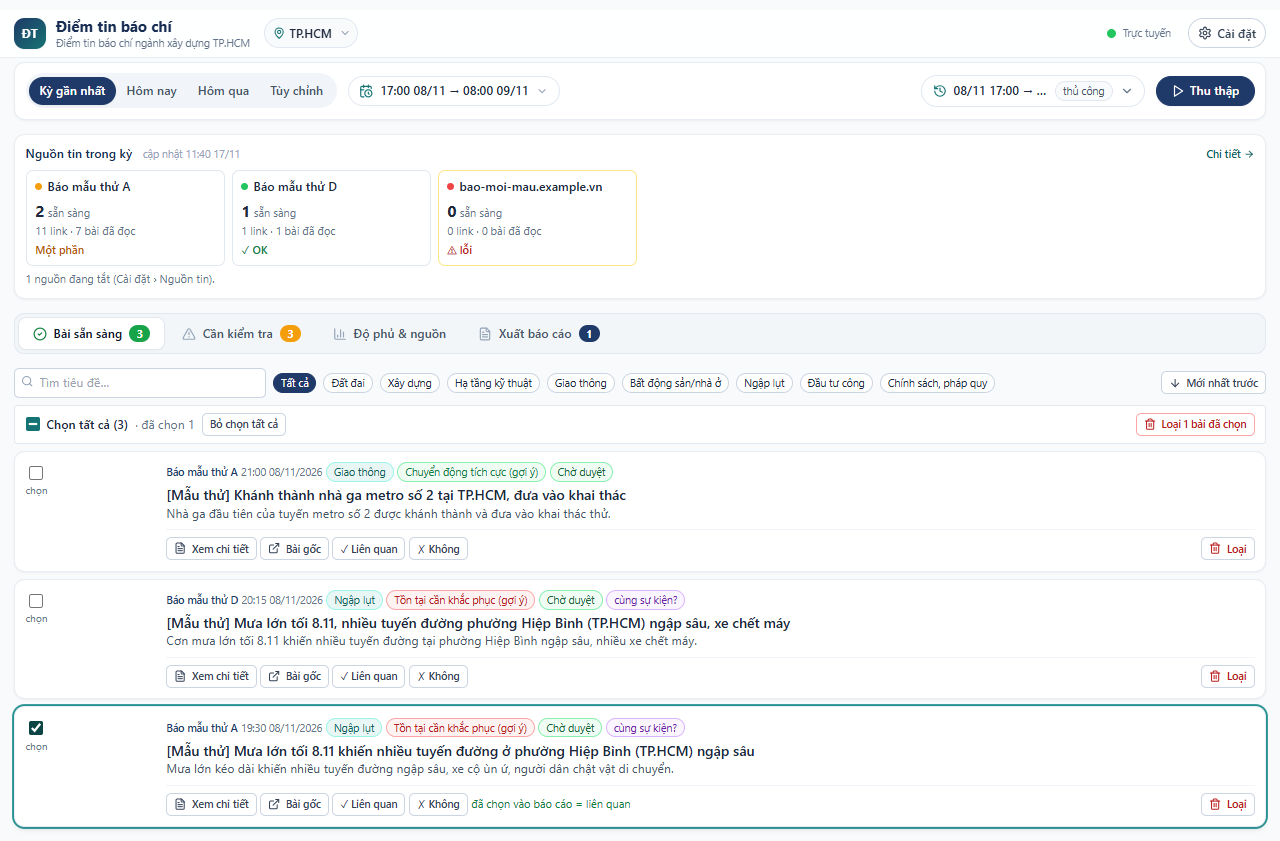 ĐT
Điểm tin báo chí
Điểm tin báo chí ngành xây dựng TP.HCM
TP.HCM
Trực tuyến
Cài đặt
Kỳ gần nhất Hôm nay Hôm qua Tùy chỉnh
17:00 08/11 → 08:00 09/11
08/11 17:00 → ... thủ công
Thu thập
Nguồn tin trong kỳ cập nhật 11:40 17/11
Chi tiết →
Báo mẫu thử A
2 sẵn sàng
11 link · 7 bài đã đọc
Một phần
Báo mẫu thử D
1 sẵn sàng
1 link · 1 bài đã đọc
✓ OK
bao-moi-mau.example.vn
0 sẵn sàng
0 link · 0 bài đã đọc
⚠ lỗi
1 nguồn đang tắt (Cài đặt › Nguồn tin).
Bài sẵn sàng 3
Cần kiểm tra 3
Độ phủ & nguồn
Xuất báo cáo 1
Tìm tiêu đề...
Tất cả Đất đai Xây dựng Hạ tầng kỹ thuật Giao thông Bất động sản/nhà ở Ngập lụt Đầu tư công Chính sách, pháp quy
↓ Mới nhất trước
Chọn tất cả (3) · đã chọn 1 Bỏ chọn tất cả
Loại 1 bài đã chọn
chọn
Báo mẫu thử A 21:00 08/11/2026 Giao thông Chuyển động tích cực (gợi ý) Chờ duyệt
[Mẫu thử] Khánh thành nhà ga metro số 2 tại TP.HCM, đưa vào khai thác
Nhà ga đầu tiên của tuyến metro số 2 được khánh thành và đưa vào khai thác thử.
Xem chi tiết Bài gốc ✓ Liên quan ✗ Không
Loại
chọn
Báo mẫu thử D 20:15 08/11/2026 Ngập lụt Tồn tại cần khắc phục (gợi ý) Chờ duyệt cùng sự kiện?
[Mẫu thử] Mưa lớn tối 8.11, nhiều tuyến đường phường Hiệp Bình (TP.HCM) ngập sâu, xe chết máy
Cơn mưa lớn tối 8.11 khiến nhiều tuyến đường tại phường Hiệp Bình ngập sâu, nhiều xe chết máy.
Xem chi tiết Bài gốc ✓ Liên quan ✗ Không
Loại
chọn
Báo mẫu thử A 19:30 08/11/2026 Ngập lụt Tồn tại cần khắc phục (gợi ý) Chờ duyệt cùng sự kiện?
[Mẫu thử] Mưa lớn tối 8.11 khiến nhiều tuyến đường ở phường Hiệp Bình (TP.HCM) ngập sâu
Mưa lớn kéo dài khiến nhiều tuyến đường ngập sâu, xe cộ ùn ứ, người dân chật vật di chuyển.
Xem chi tiết Bài gốc ✓ Liên quan ✗ Không đã chọn vào báo cáo = liên quan
Loại